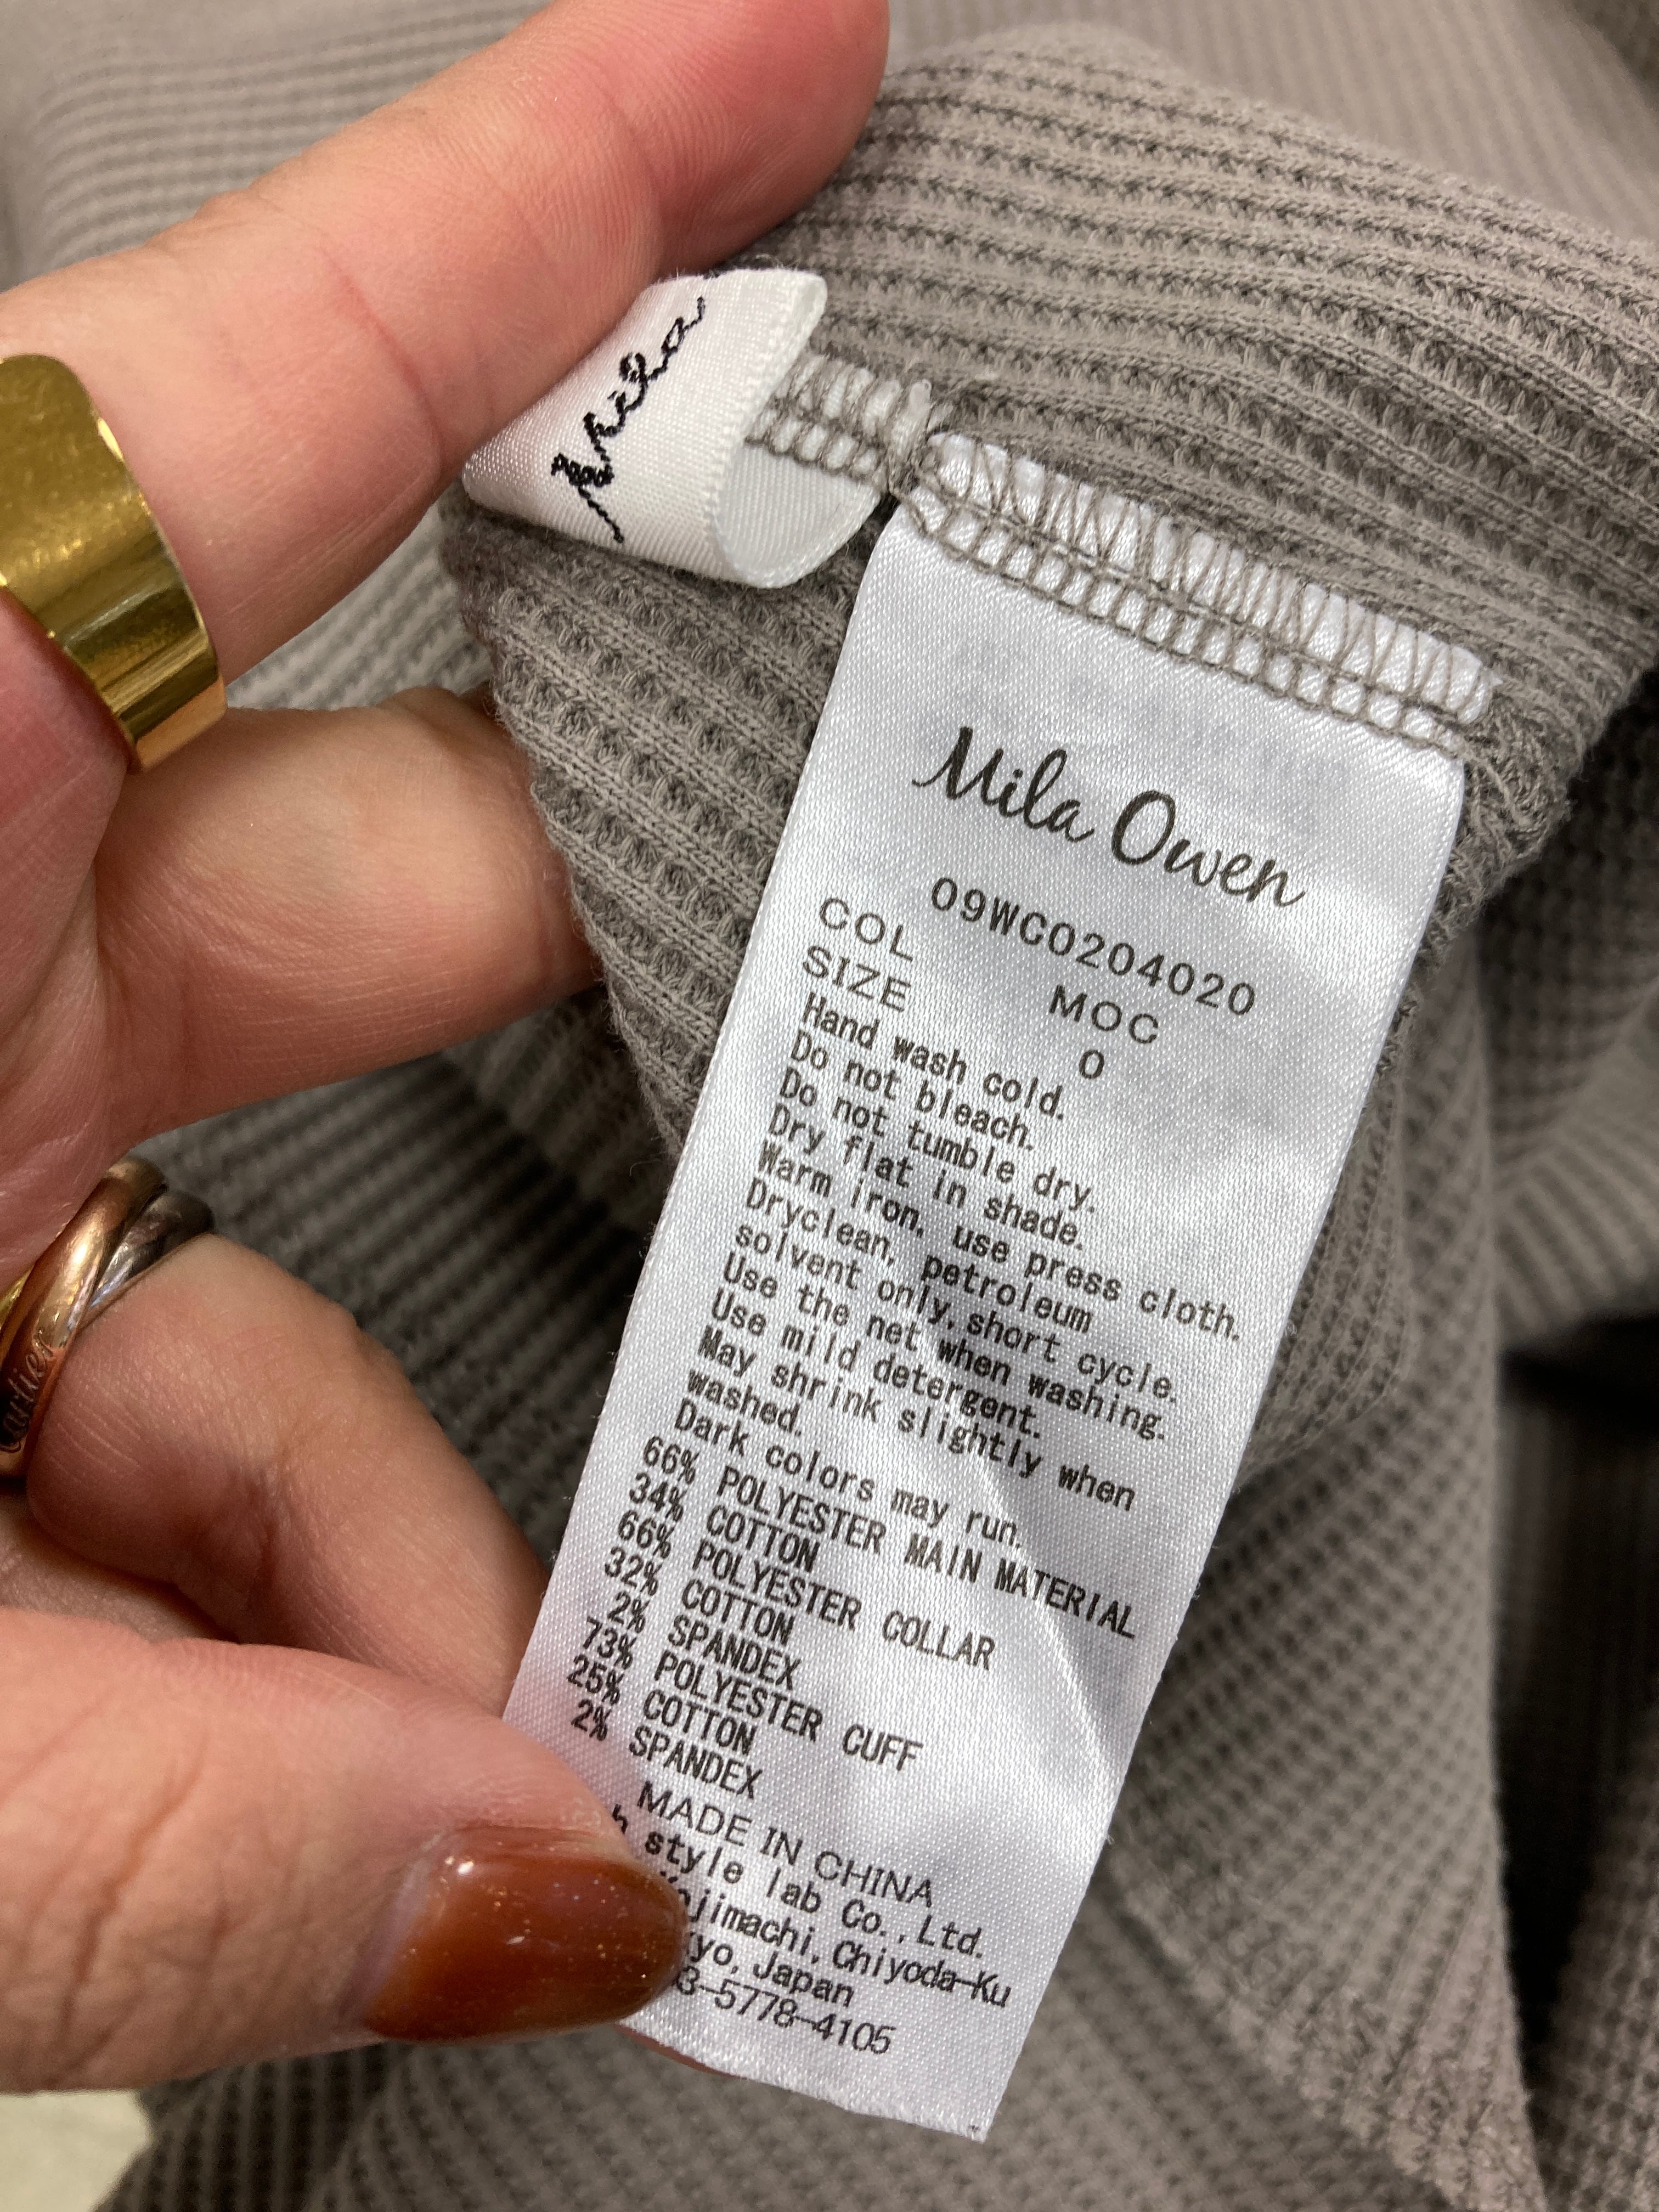 Mila
Mila Owen
09WC0204020
COL MOC
SIZE 0
Hand wash cold.
Do not bleach.
Do not tumble dry.
Dry flat in shade.
Warm iron, use press cloth.
Dryclean, petroleum
solvent only, short cycle.
Use the net when washing.
Use mild detergent.
May shrink slightly when
washed.
Dark colors may run.
66% POLYESTER MAIN MATERIAL
34% COTTON
66% POLYESTER COLLAR
32% COTTON
2% SPANDEX
73% POLYESTER CUFF
25% COTTON
2% SPANDEX
MADE IN CHINA
style lab Co., Ltd.
Kojimachi, Chiyoda-Ku
Japan
3-5778-4105
Cartier